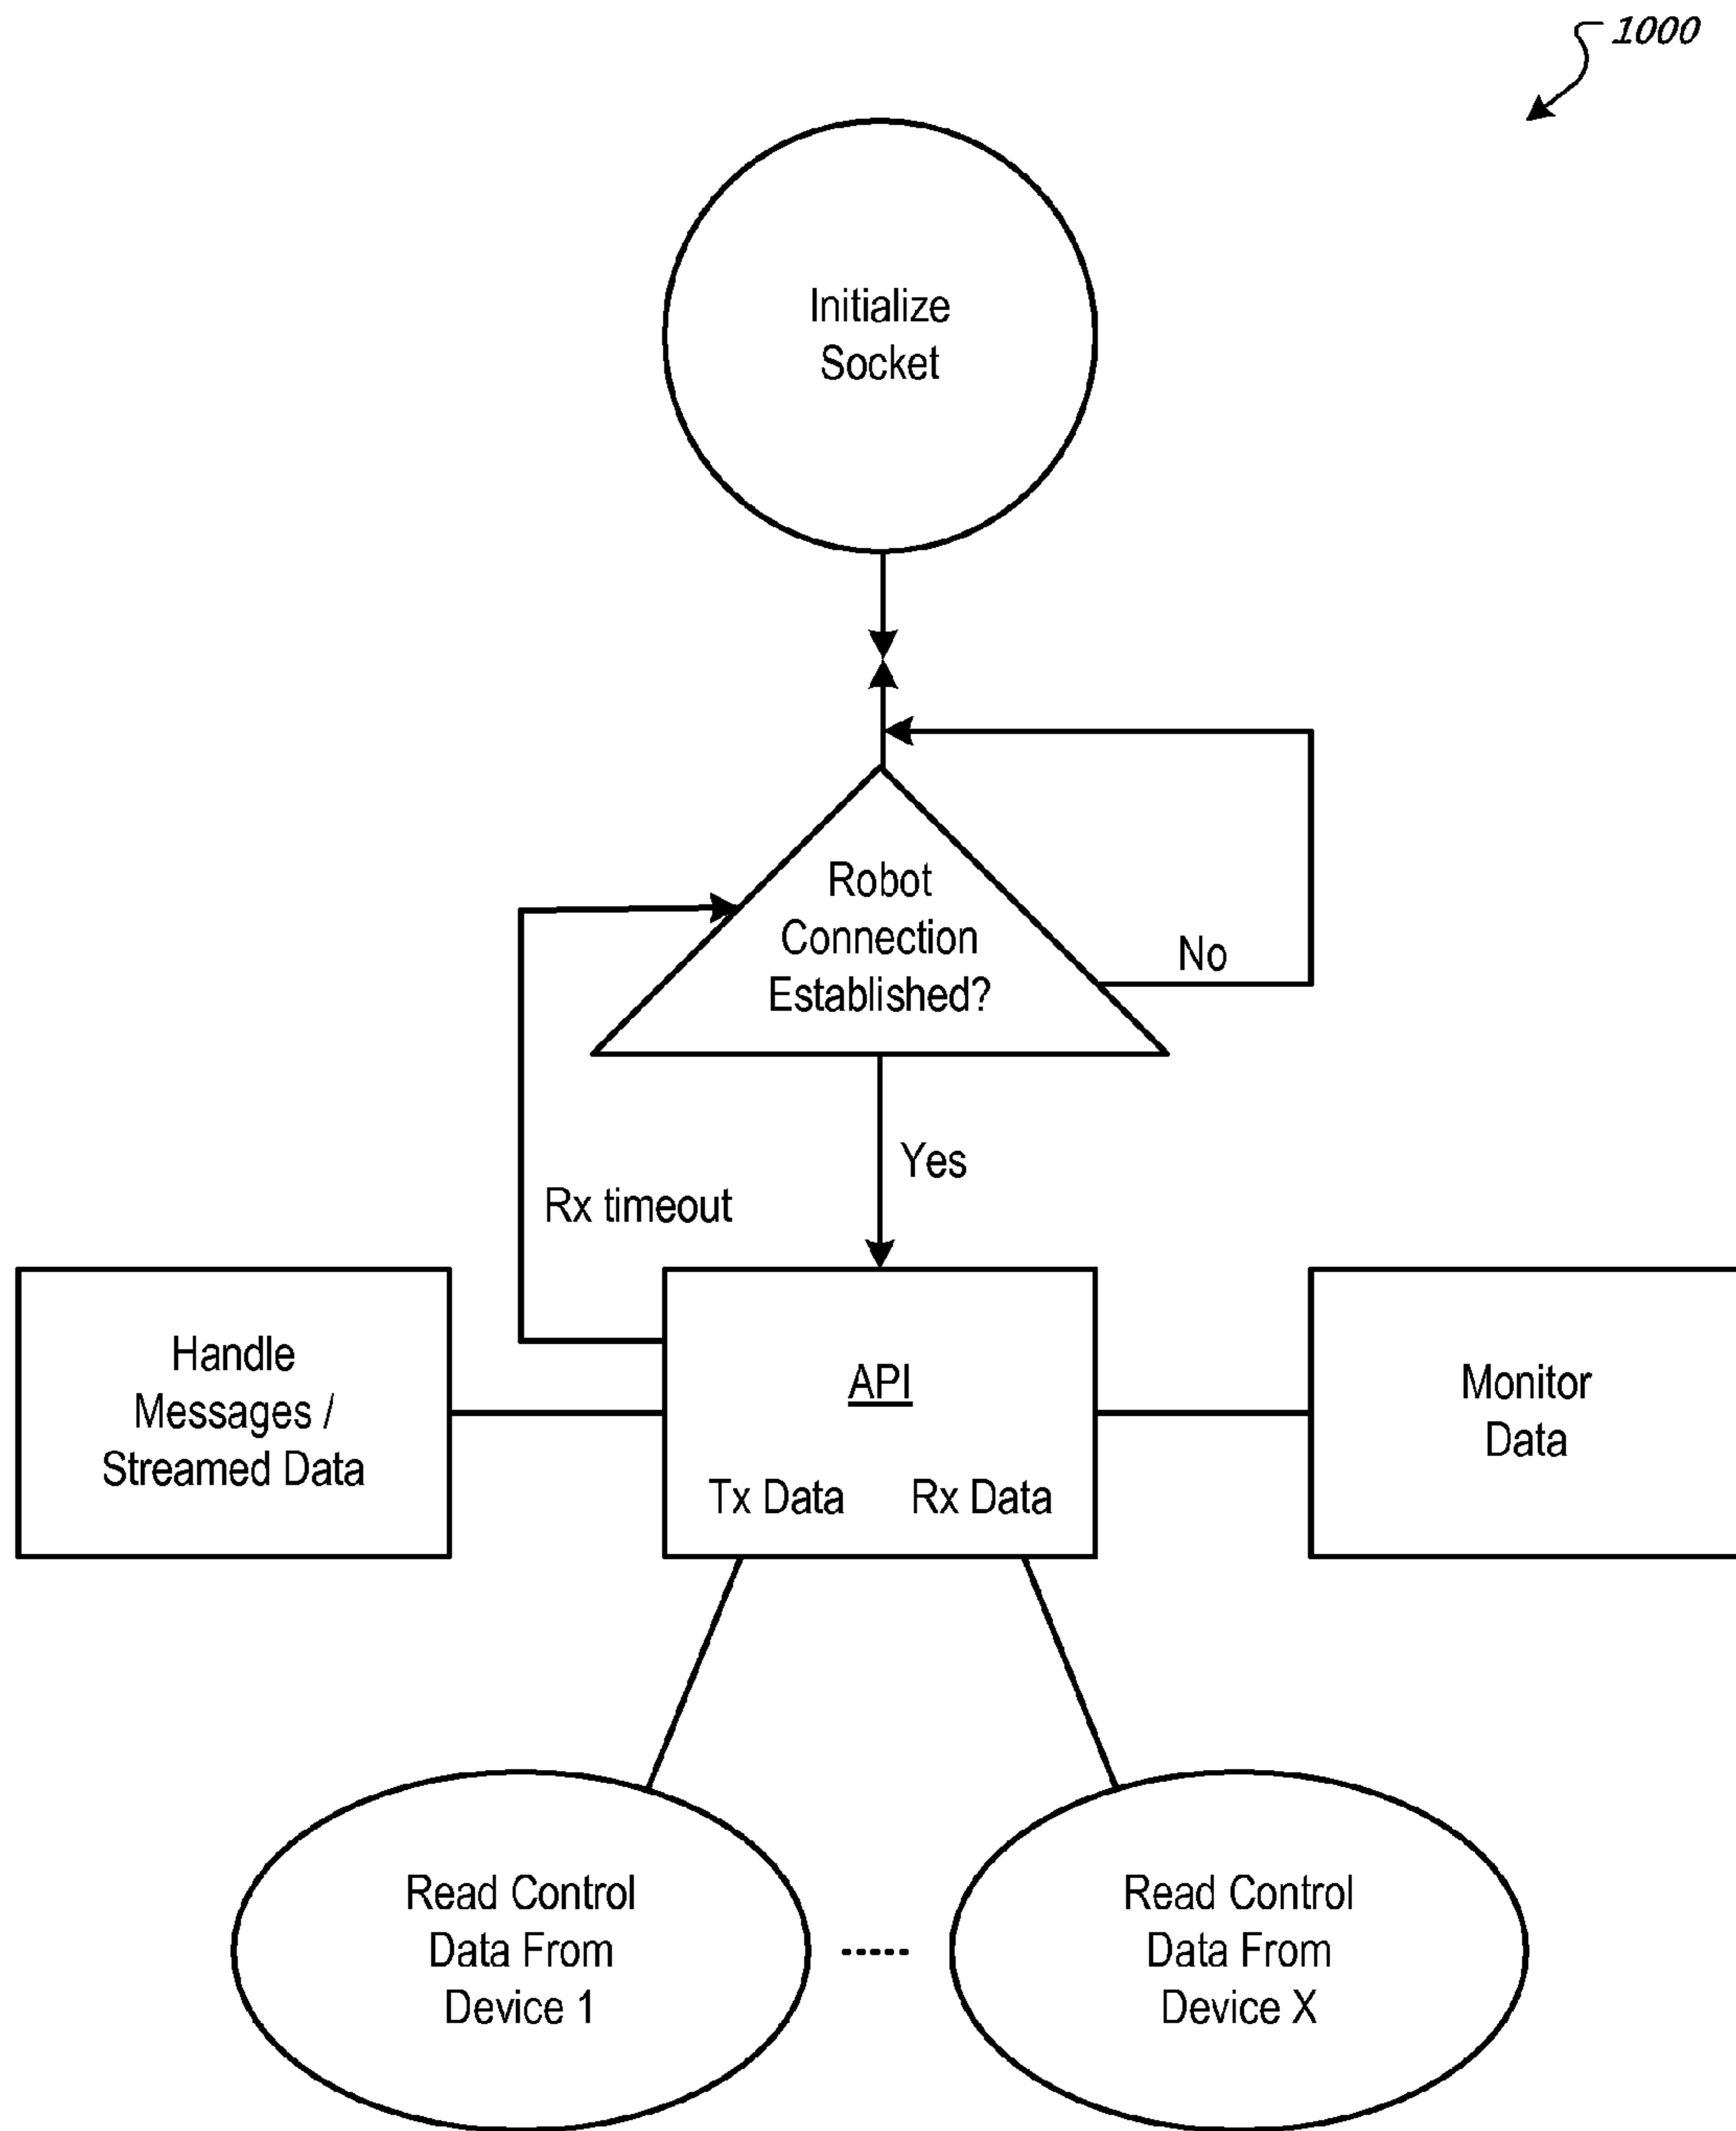 1000
Initialize
Socket
Robot
Connection
Established?
No
Yes
Rx timeout
Handle
Messages /
Streamed Data
API
Tx Data
Rx Data
Monitor
Data
Read Control
Data From
Device 1
Read Control
Data From
Device X